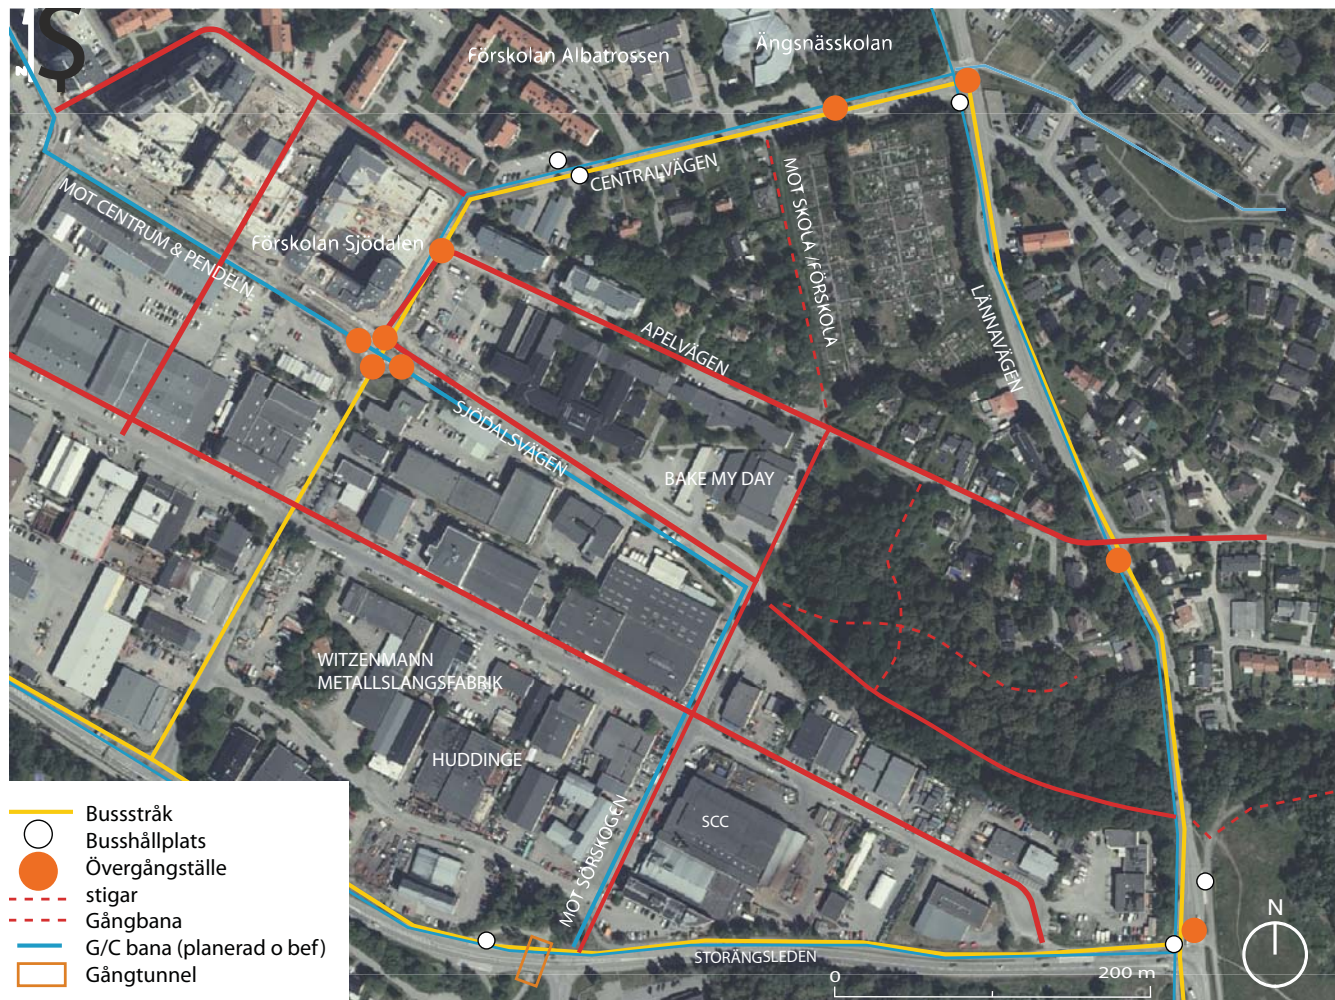 N
Förskolan Albatrossen
Ängsnässkolan
CENTRALVÄGEN
MOT SKOLA /FÖRSKOLA
MOT CENTRUM & PENDELN
Förskolan Sjödalen
APELVÄGEN
LÄNNAVÄGEN
SJÖDALSVÄGEN
BAKE MY DAY
WITZENMANN
METALLSLANGSFABRIK
HUDDINGE
SCC
MOT SÖRSKOGEN
STORÄNGSLEDEN
Bussstråk
Busshållplats
Övergångställe
stigar
Gångbana
G/C bana (planerad o bef)
Gångtunnel
0
200 m
N